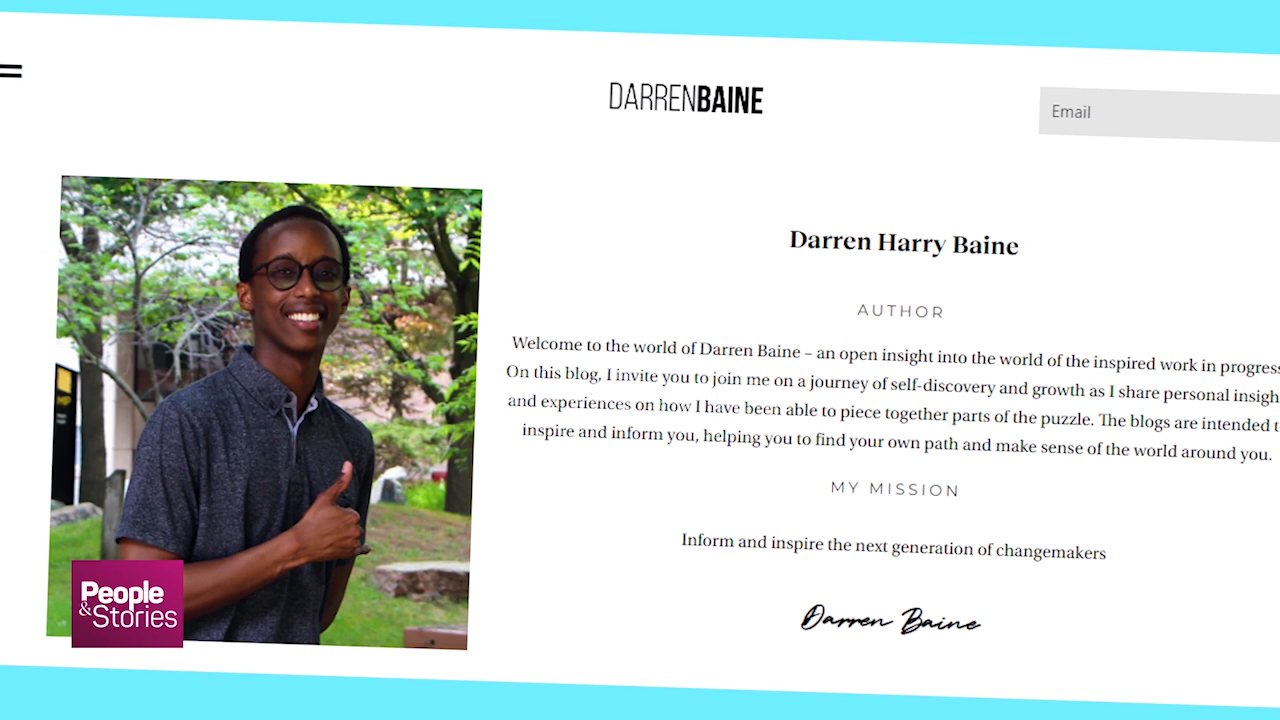 DARRENBAINE
Email
Darren Harry Baine
AUTHOR
Welcome to the world of Darren Baine – an open insight into the world of the inspired work in progress
On this blog, I invite you to join me on a journey of self-discovery and growth as I share personal insigh
and experiences on how I have been able to piece together parts of the puzzle. The blogs are intended t
inspire and inform you, helping you to find your own path and make sense of the world around you.
MY MISSION
Inform and inspire the next generation of changemakers
Darren Baine
People
&Stories